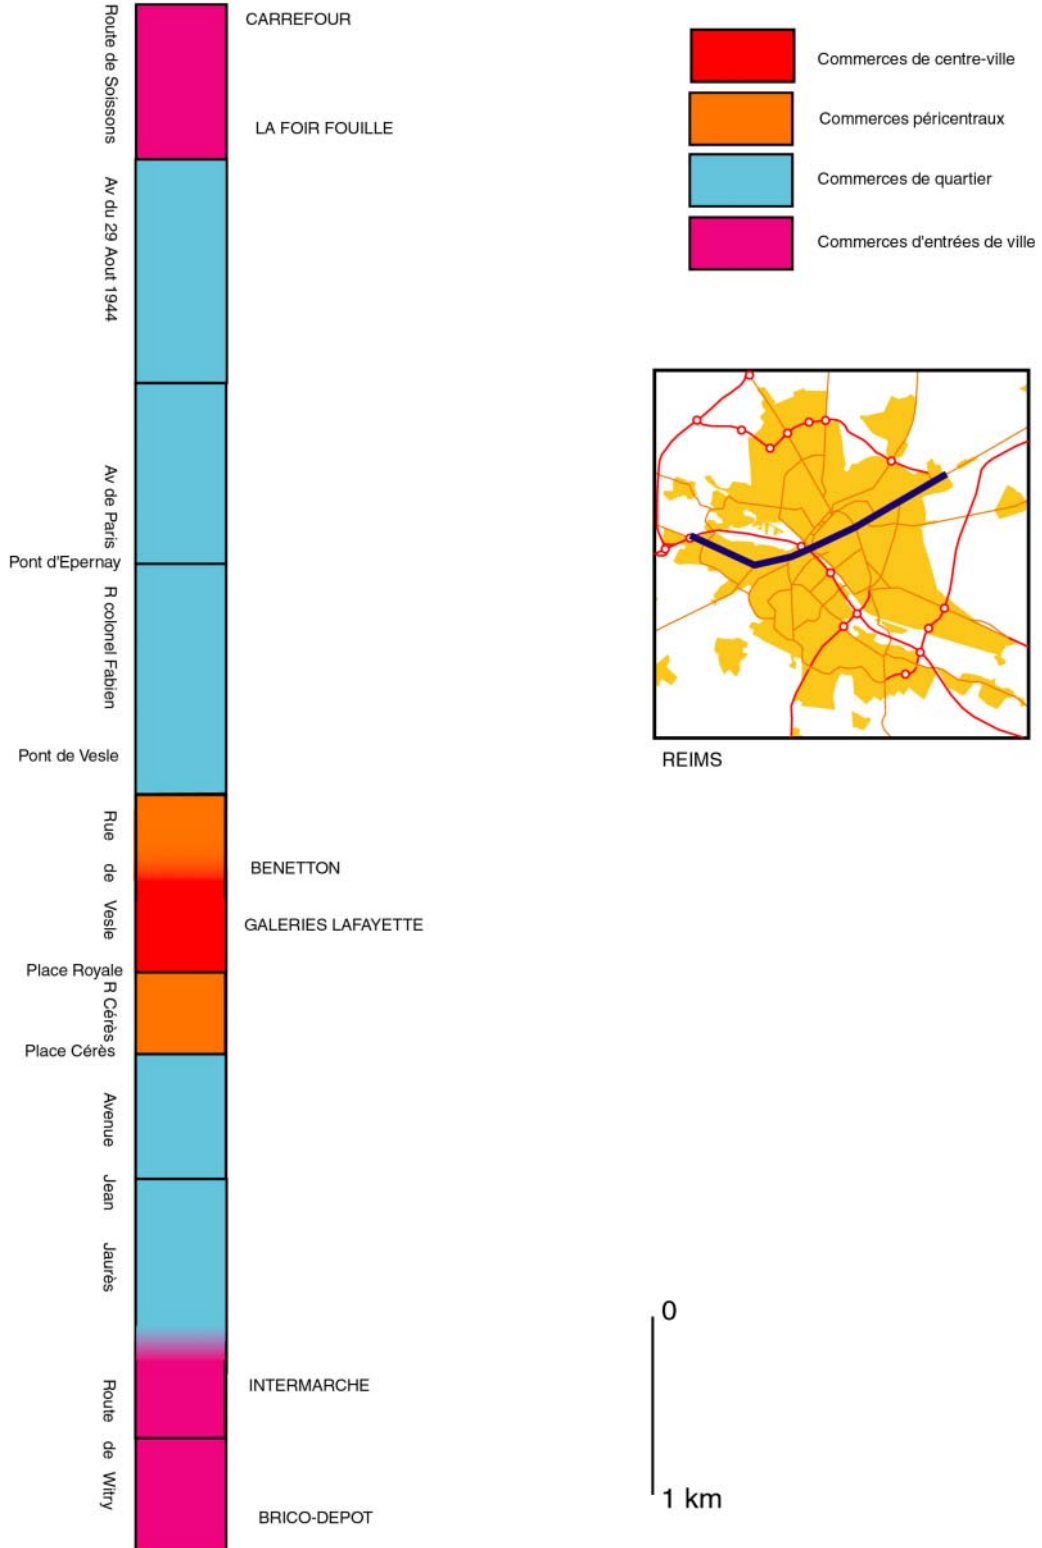 CARREFOUR
Route de Soissons
LA FOIR FOUILLE
Av du 29 Aout 1944
Av de Paris
Pont d'Epernay
R colonel Fabien
Pont de Vesle
Rue de Vesle
BENETTON
GALERIES LAFAYETTE
Place Royale
R Cérès
Place Cérès
Avenue Jean Jaurès
INTERMARCHE
Route de Witry
BRICO-DEPOT
Commerces de centre-ville
Commerces péricentraux
Commerces de quartier
Commerces d'entrées de ville
REIMS
0
1 km